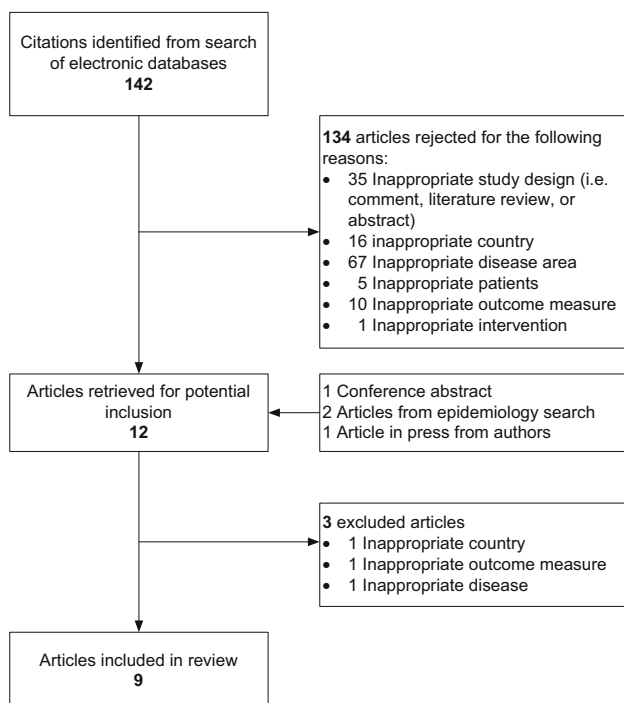 Citations identified from search
of electronic databases
142
134 articles rejected for the following
reasons:
• 35 Inappropriate study design (i.e.
comment, literature review, or
abstract)
• 16 inappropriate country
• 67 Inappropriate disease area
• 5 Inappropriate patients
• 10 Inappropriate outcome measure
• 1 Inappropriate intervention
Articles retrieved for potential
inclusion
12
1 Conference abstract
2 Articles from epidemiology search
1 Article in press from authors
3 excluded articles
• 1 Inappropriate country
• 1 Inappropriate outcome measure
• 1 Inappropriate disease
Articles included in review
9